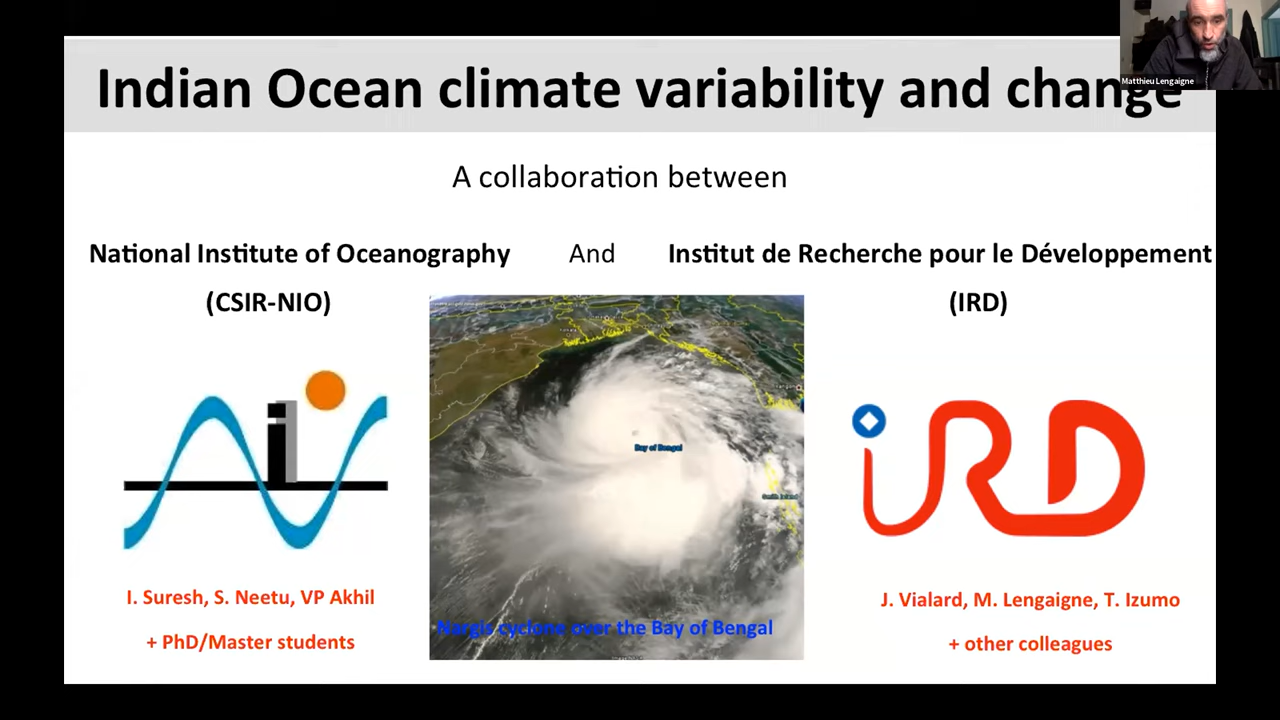 Matthieu Lengaigne
Indian Ocean climate variability and change
A collaboration between
National Institute of Oceanography And Institut de Recherche pour le Développement
(CSIR-NIO) (IRD)
Bay of Bengal
iRD
I. Suresh, S. Neetu, VP Akhil
J. Vialard, M. Lengaigne, T. Izumo
Nargis cyclone over the Bay of Bengal
+ PhD/Master students
+ other colleagues